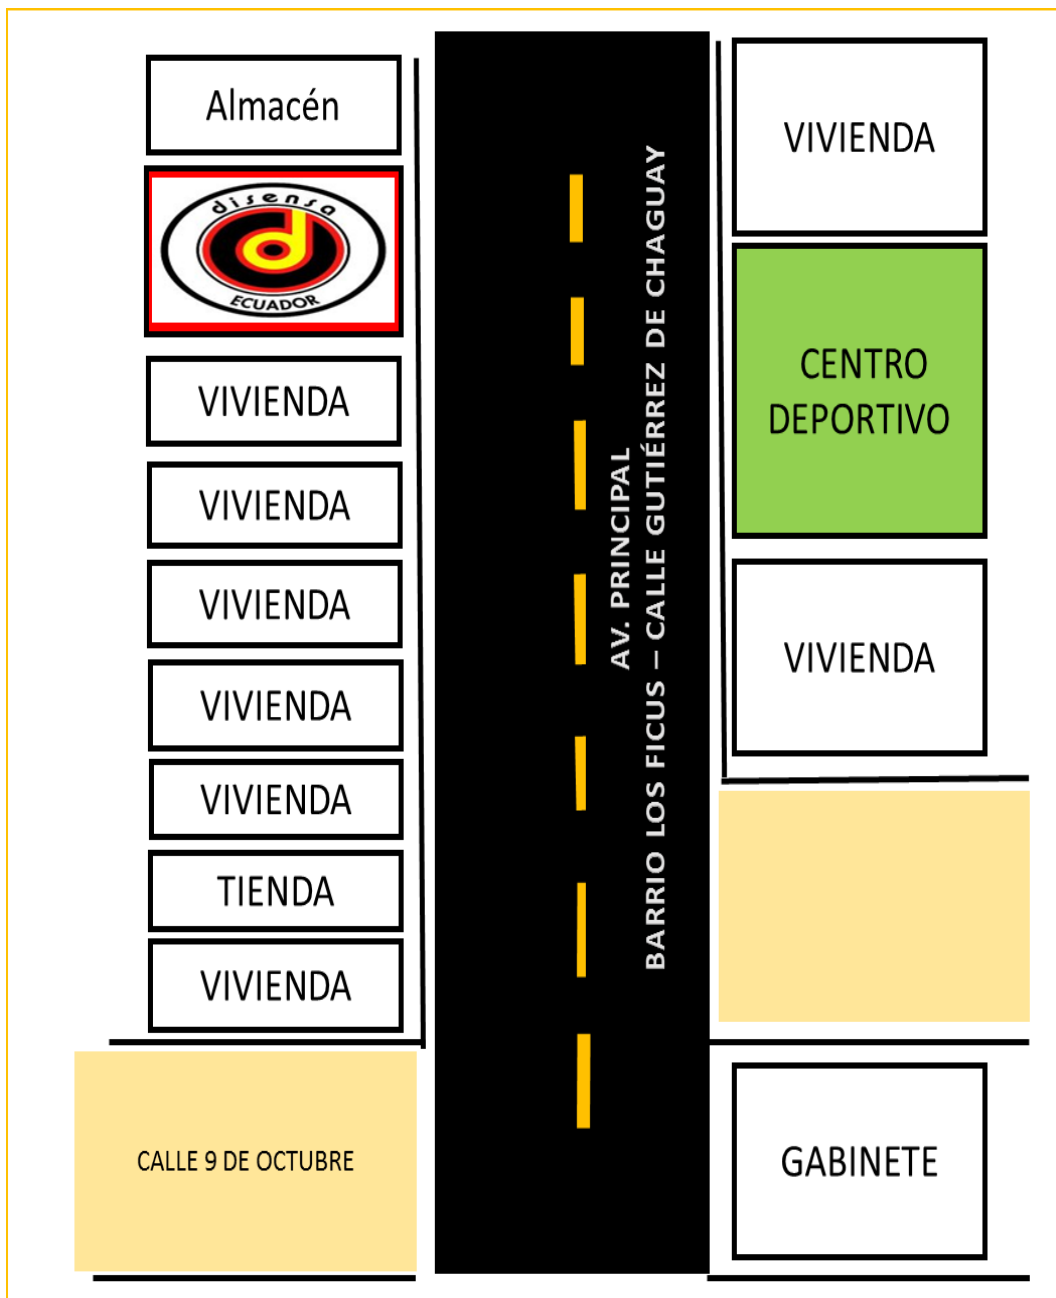 Almacén
disensa
ECUADOR
VIVIENDA
VIVIENDA
VIVIENDA
VIVIENDA
VIVIENDA
TIENDA
VIVIENDA
CALLE 9 DE OCTUBRE
AV. PRINCIPAL
BARRIO LOS FICUS – CALLE GUTIÉRREZ DE CHAGUAY
VIVIENDA
CENTRO
DEPORTIVO
VIVIENDA
GABINETE